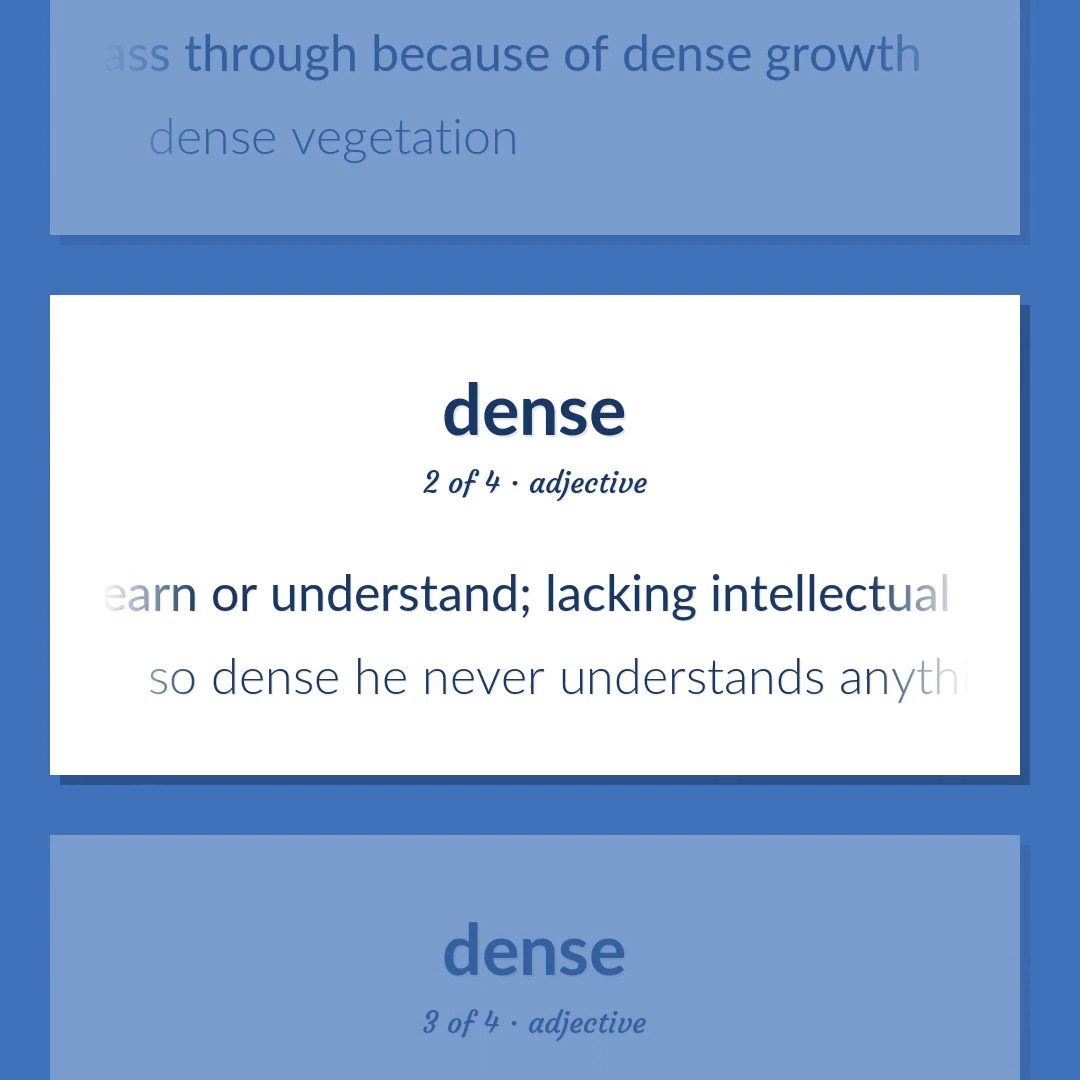 ass through because of dense growth
dense vegetation
dense
2 of 4 · adjective
earn or understand; lacking intellectual
so dense he never understands anythi
dense
3 of 4 · adjective